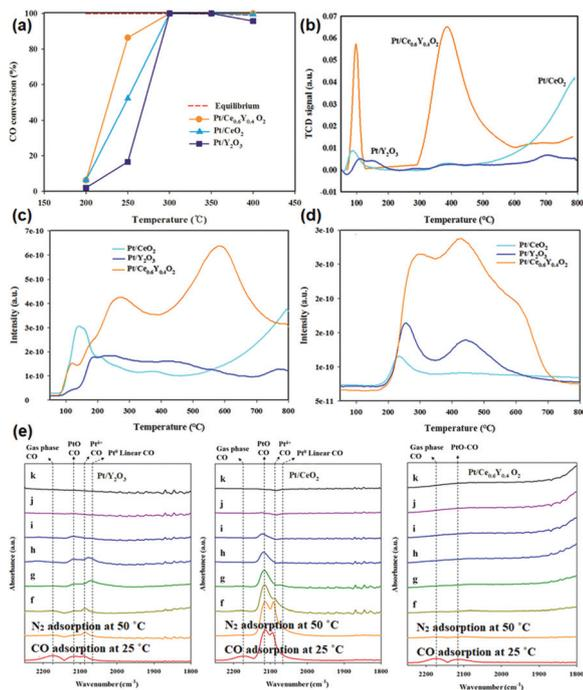 (a)
CO conversion (%)
100
80
60
40
20
0
Equilibrium
Pt/Ce0.6Y0.4 O2
Pt/CeO2
Pt/Y2O3
150 200 250 300 350 400 450
Temperature (℃)
(b)
TCD signal (a.u.)
0.07
0.06
0.05
0.04
0.03
0.02
0.01
0.00
-0.01
Pt/Ce0.6Y0.4O2
Pt/CeO2
Pt/Y2O3
100 200 300 400 500 600 700 800
Temperature (°C)
(c)
Intensity (a.u.)
7e-10
6e-10
5e-10
4e-10
3e-10
2e-10
1e-10
0
Pt/CeO2
Pt/Y2O3
Pt/Ce0.6Y0.4O2
100 200 300 400 500 600 700 800
Temperature(°C)
(d)
Intensity (a.u.)
3e-10
3e-10
2e-10
2e-10
1e-10
5e-11
Pt/CeO2
Pt/Y2O3
Pt/Ce0.6Y0.4O2
100 200 300 400 500 600 700 800
Temperature (°C)
(e)
Gas phase CO
PtO CO
CO
Pt0 Linear CO
Pt/Y2O3
k
j
i
h
g
f
N2 adsorption at 50 ˚C
CO adsorption at 25 ˚C
Absorbance (a.u.)
2200 2100 2000 1900 1800
Wavenumber (cm-1)
Gas phase CO
PtO CO
CO
Pt0 Linear CO
Pt/CeO2
k
j
i
h
g
f
N2 adsorption at 50 ˚C
CO adsorption at 25 ˚C
Absorbance (a.u.)
2200 2100 2000 1900 1800
Wavenumber (cm-1)
Gas phase CO
PtO-CO
Pt/Ce0.6Y0.4 O2
k
j
i
h
g
f
N2 adsorption at 50 ˚C
CO adsorption at 25 ˚C
Absorbance (a.u.)
2200 2100 2000 1900 1800
Wavenumber (cm-1)